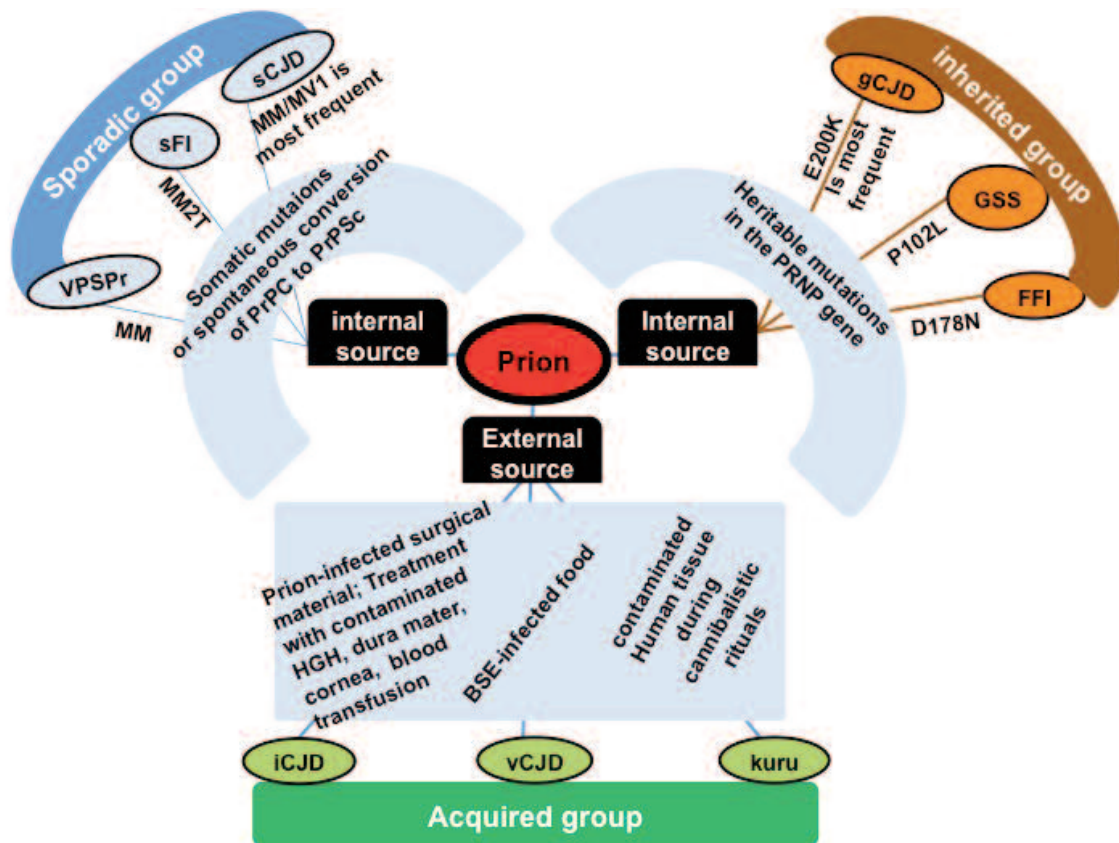 Sporadic group
sCJD
MM/MV1 is
most frequent
sFI
MM2T
VPSPr
MM
Somatic mutaions
or spontaneous conversion
of PrPC to PrPSc
internal
source
Prion
Internal
source
Heritable mutations
in the PRNP gene
inherited group
gCJD
E200K
Is most
frequent
GSS
P102L
FFI
D178N
External
source
Prion-infected surgical
material; Treatment
with contaminated
HGH, dura mater,
cornea, blood
transfusion
BSE-infected food
contaminated
Human tissue
during
cannibalistic
rituals
iCJD
vCJD
kuru
Acquired group